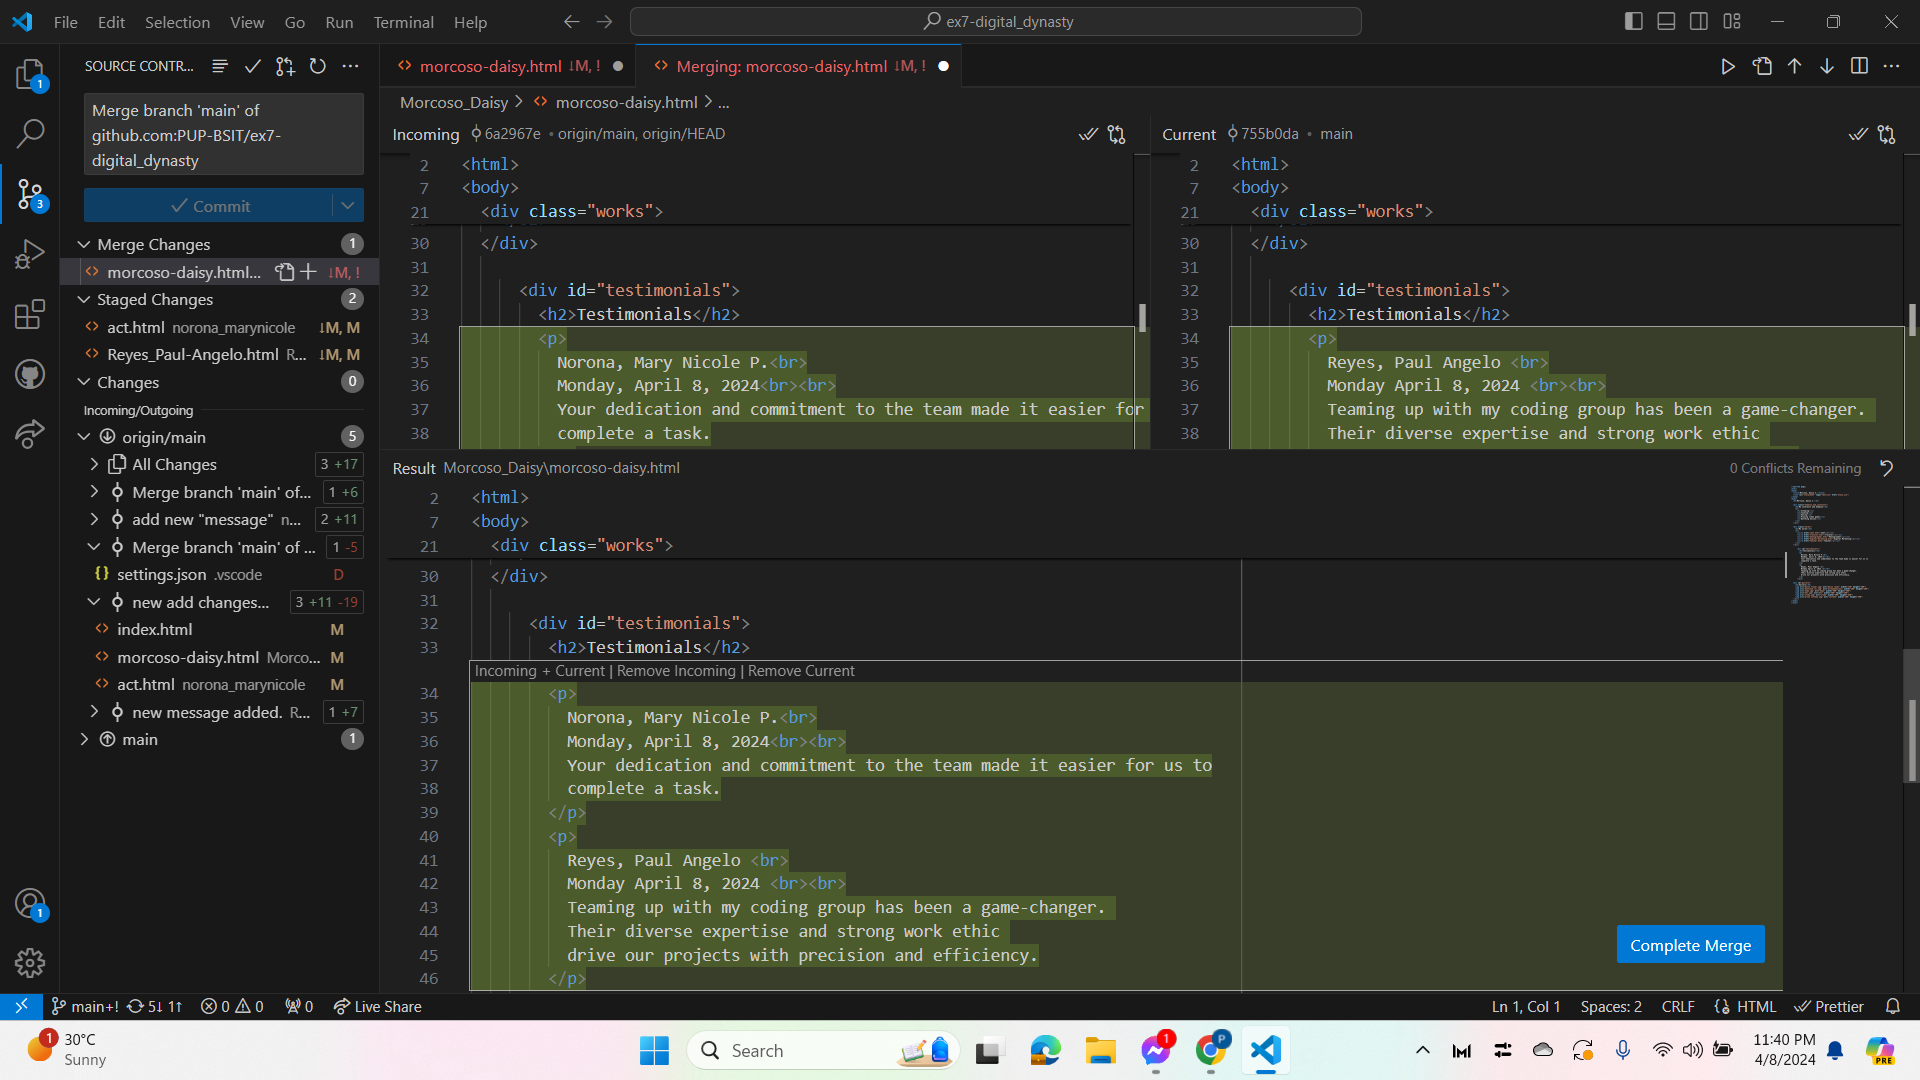 File Edit Selection View Go Run Terminal Help
ex7-digital_dynasty
SOURCE CONTR...
morcoso-daisy.html ↓M, !
Merging: morcoso-daisy.html ↓M, !
1
Merge branch 'main' of
github.com:PUP-BSIT/ex7-
digital_dynasty
Commit
3
Merge Changes 1
morcoso-daisy.html... ↓M, !
Staged Changes 2
act.html norona_marynicole ↓M, M
Reyes_Paul-Angelo.html R... ↓M, M
Changes 0
Incoming/Outgoing
origin/main 5
All Changes 3 +17
Merge branch 'main' of... 1 +6
add new "message" n... 2 +11
Merge branch 'main' of ... 1 -5
{} settings.json .vscode D
new add changes... 3 +11 -19
index.html M
morcoso-daisy.html Morco... M
act.html norona_marynicole M
new message added. R... 1 +7
main 1
1
Morcoso_Daisy > morcoso-daisy.html > ...
Incoming 6a2967e • origin/main, origin/HEAD
2 <html>
7 <body>
21 <div class="works">
30 </div>
31
32 <div id="testimonials">
33 <h2>Testimonials</h2>
34 <p>
35 Norona, Mary Nicole P.<br>
36 Monday, April 8, 2024<br><br>
37 Your dedication and commitment to the team made it easier for
38 complete a task.
Current 755b0da • main
2 <html>
7 <body>
21 <div class="works">
30 </div>
31
32 <div id="testimonials">
33 <h2>Testimonials</h2>
34 <p>
35 Reyes, Paul Angelo <br>
36 Monday April 8, 2024 <br><br>
37 Teaming up with my coding group has been a game-changer.
38 Their diverse expertise and strong work ethic
Result Morcoso_Daisy\morcoso-daisy.html 0 Conflicts Remaining
2 <html>
7 <body>
21 <div class="works">
30 </div>
31
32 <div id="testimonials">
33 <h2>Testimonials</h2>
Incoming + Current | Remove Incoming | Remove Current
34 <p>
35 Norona, Mary Nicole P.<br>
36 Monday, April 8, 2024<br><br>
37 Your dedication and commitment to the team made it easier for us to
38 complete a task.
39 </p>
40 <p>
41 Reyes, Paul Angelo <br>
42 Monday April 8, 2024 <br><br>
43 Teaming up with my coding group has been a game-changer.
44 Their diverse expertise and strong work ethic
45 drive our projects with precision and efficiency.
46 </p>
Complete Merge
main+! 5↓ 1↑ 0 0 0 Live Share
Ln 1, Col 1 Spaces: 2 CRLF {} HTML Prettier
1
30°C
Sunny
Search
1
P
11:40 PM
4/8/2024
PRE